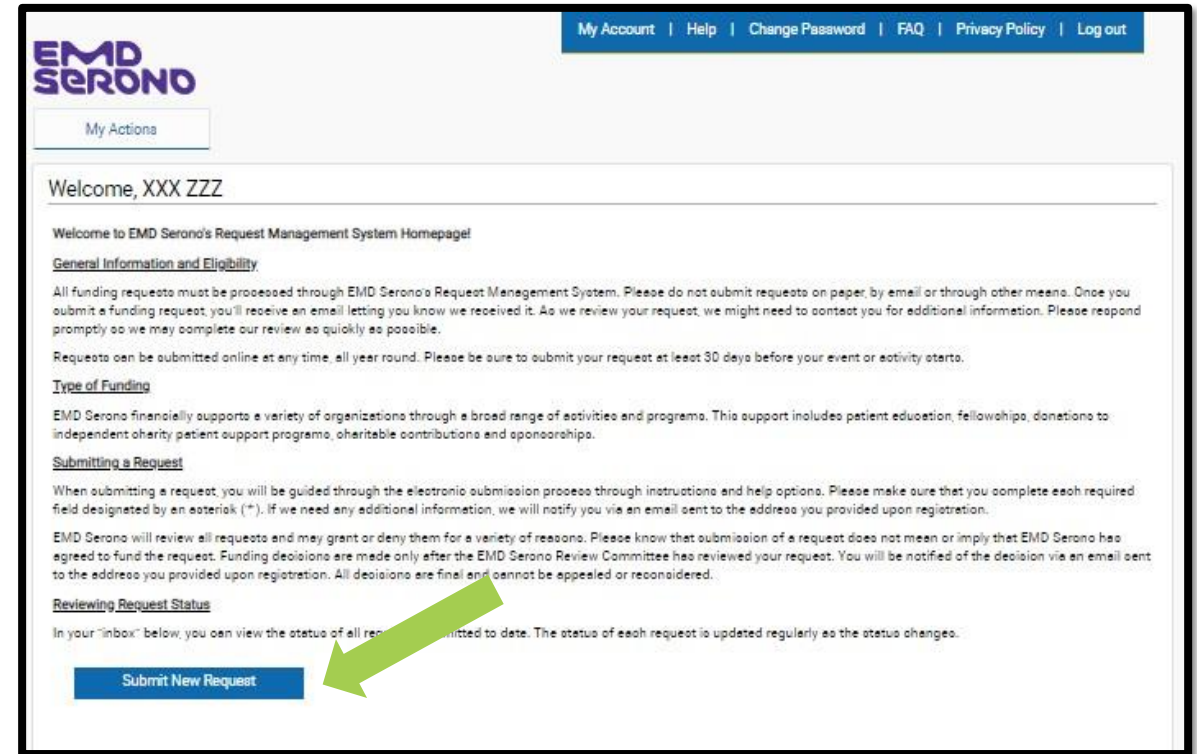 My Account | Help | Change Password | FAQ | Privacy Policy | Log out
EMD
SERONO
My Actions
Welcome, XXX ZZZ
Welcome to EMD Serono's Request Management System Homepage!
General Information and Eligibility
All funding requests must be processed through EMD Serono's Request Management System. Please do not submit requests on paper, by email or through other means. Once you
submit a funding request, you'll receive an email letting you know we received it. As we review your request, we might need to contact you for additional information. Please respond
promptly so we may complete our review as quickly as possible.
Requests can be submitted online at any time, all year round. Please be sure to submit your request at least 30 days before your event or activity starts.
Type of Funding
EMD Serono financially supports a variety of organizations through a broad range of activities and programs. This support includes patient education, fellowships, donations to
independent charity patient support programs, charitable contributions and sponsorships.
Submitting a Request
When submitting a request, you will be guided through the electronic submission process through instructions and help options. Please make sure that you complete each required
field designated by an asterisk (*). If we need any additional information, we will notify you via an email sent to the address you provided upon registration.
EMD Serono will review all requests and may grant or deny them for a variety of reasons. Please know that submission of a request does not mean or imply that EMD Serono has
agreed to fund the request. Funding decisions are made only after the EMD Serono Review Committee has reviewed your request. You will be notified of the decision via an email sent
to the address you provided upon registration. All decisions are final and cannot be appealed or reconsidered.
Reviewing Request Status
In your "inbox" below, you can view the status of all to date. The status of each request is updated regularly as the status changes.
Submit New Request